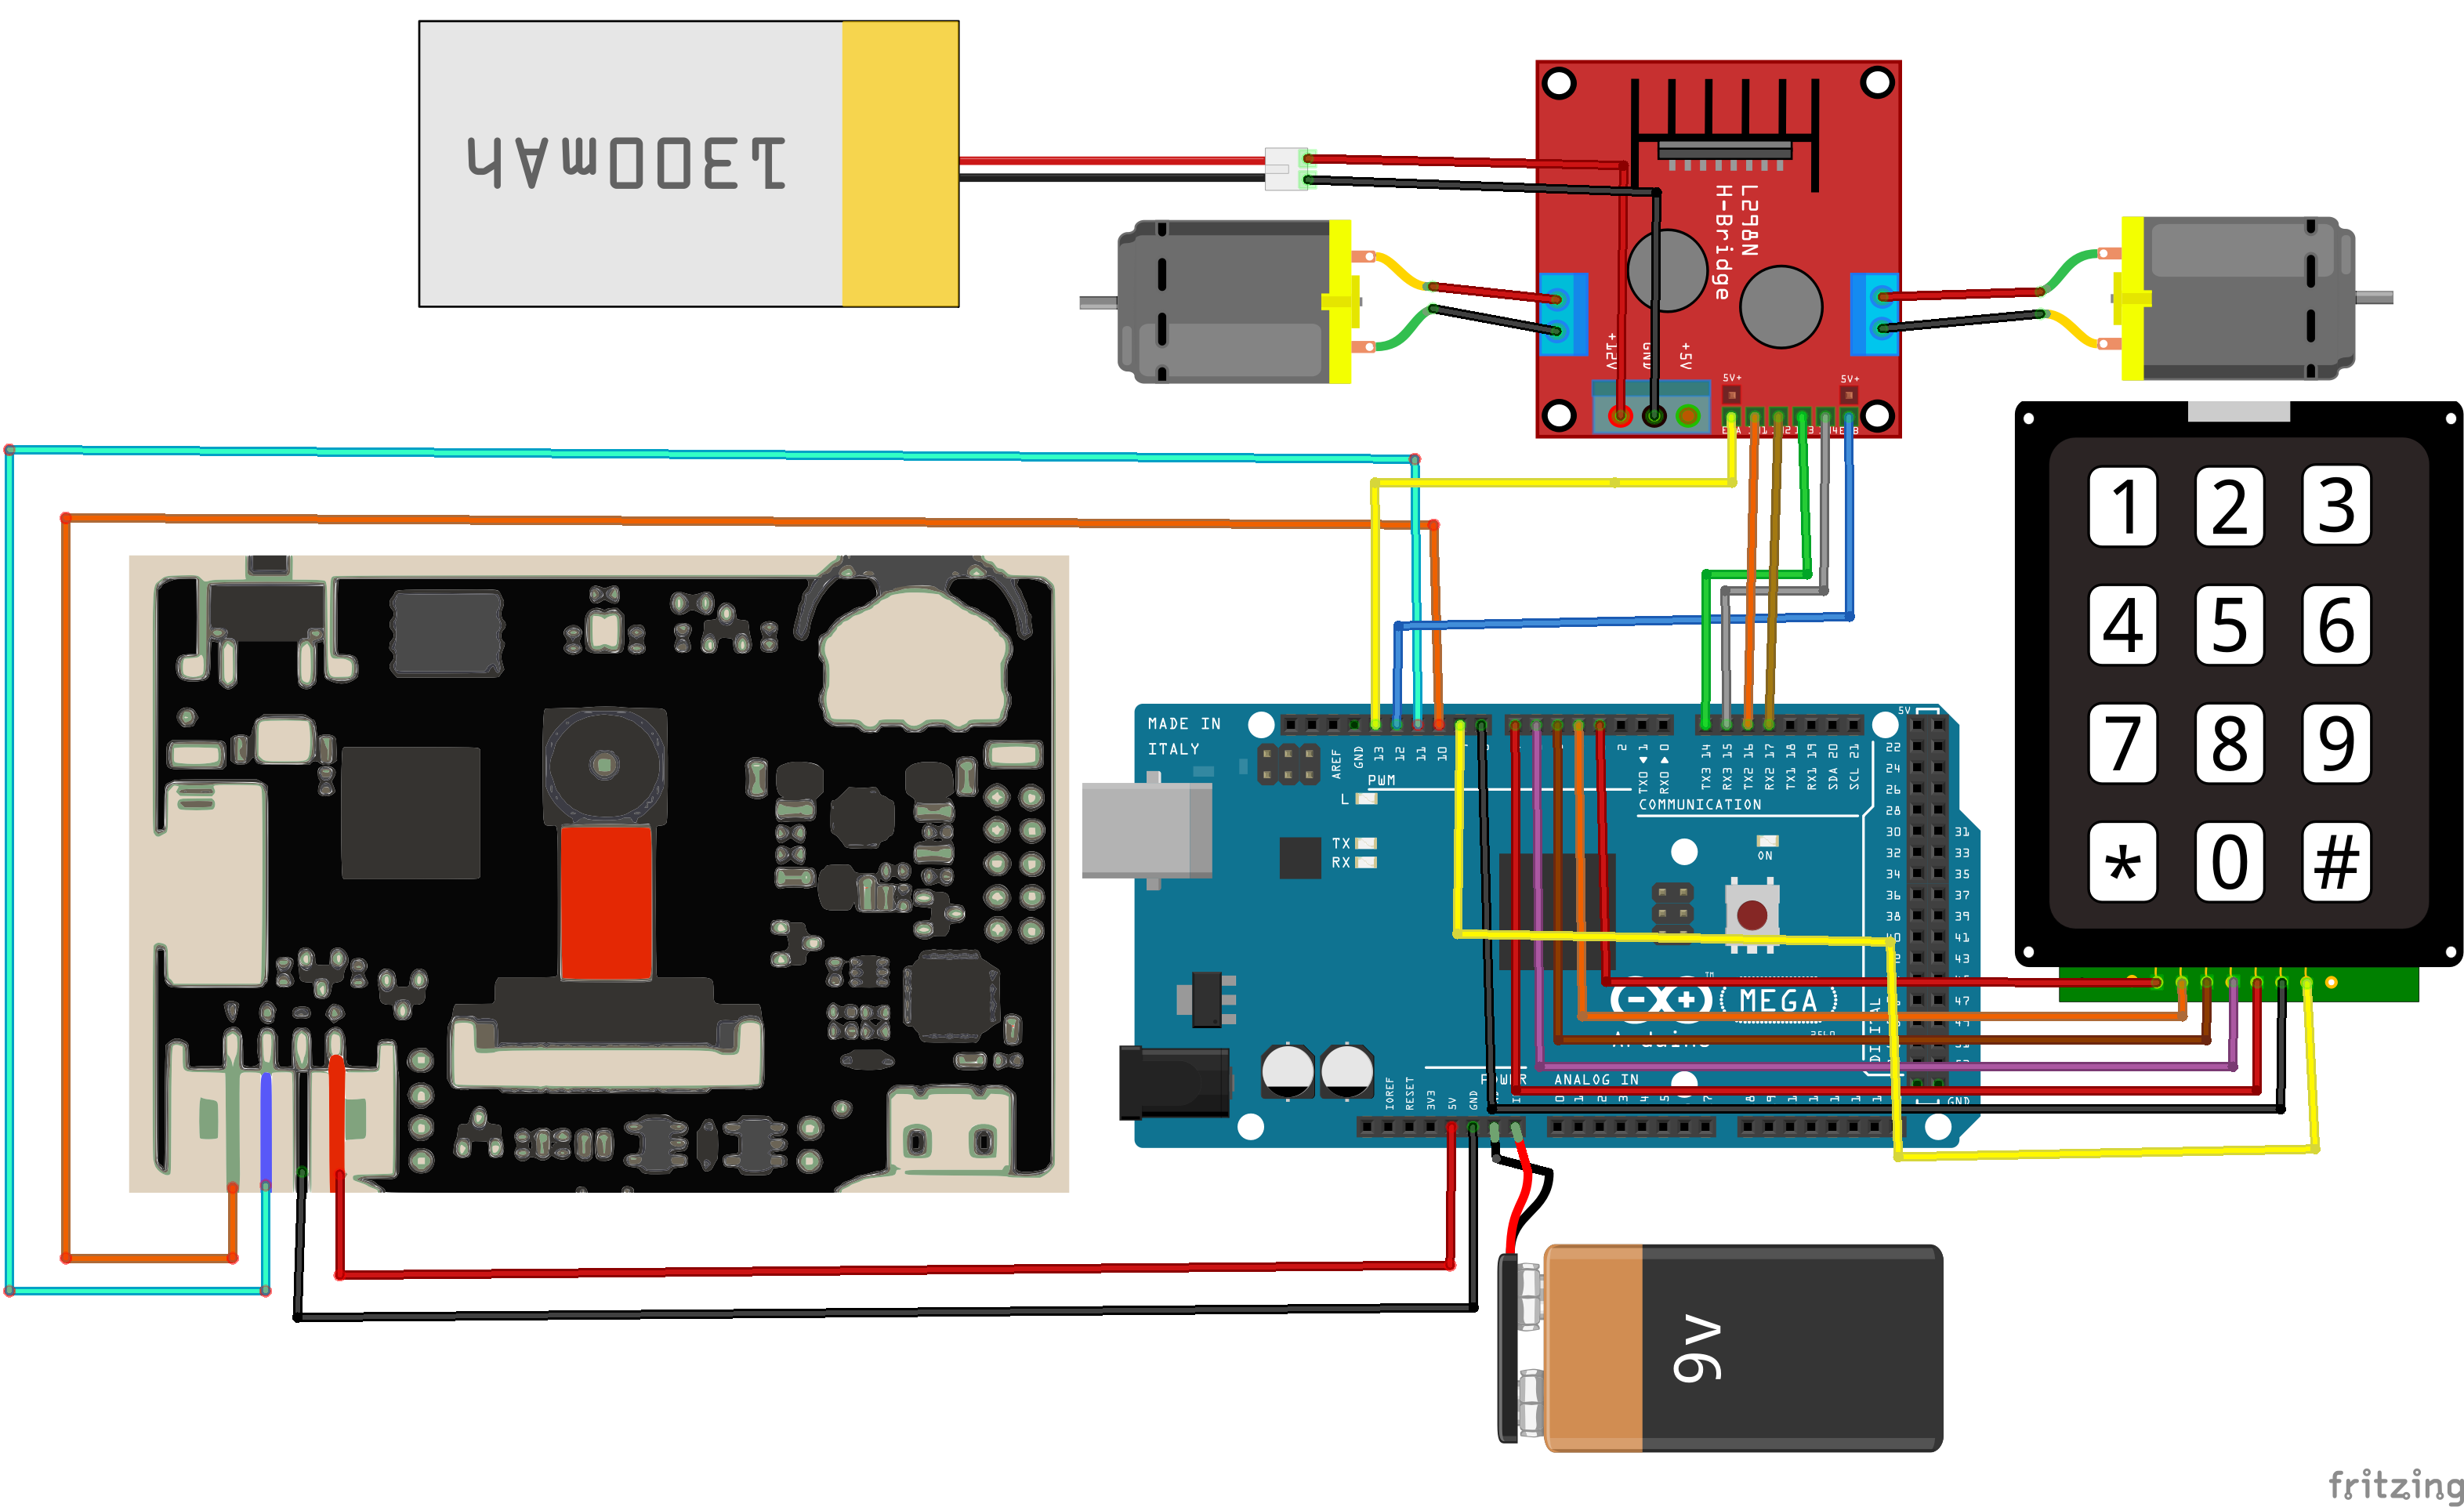 1300mAh
L298N
H-Bridge
+12V
GND
+5V
5V+
5V+
1
2
3
4
5
6
7
8
9
*
0
#
MADE IN
ITALY
AREF
GND
13
12
11
10
2
TX0 1
RX0 0
TX3 14
RX3 15
TX2 16
RX2 17
TX1 18
RX1 19
SDA 20
SCL 21
PWM
COMMUNICATION
L
TX
RX
ON
5V
22
24
26
28
30
31
32
33
34
35
36
37
38
39
41
43
47
MEGA
TM
Arduino
DIGITAL
GND
POWER
ANALOG IN
IOREF
RESET
3V3
5V
GND
9V
fritzing